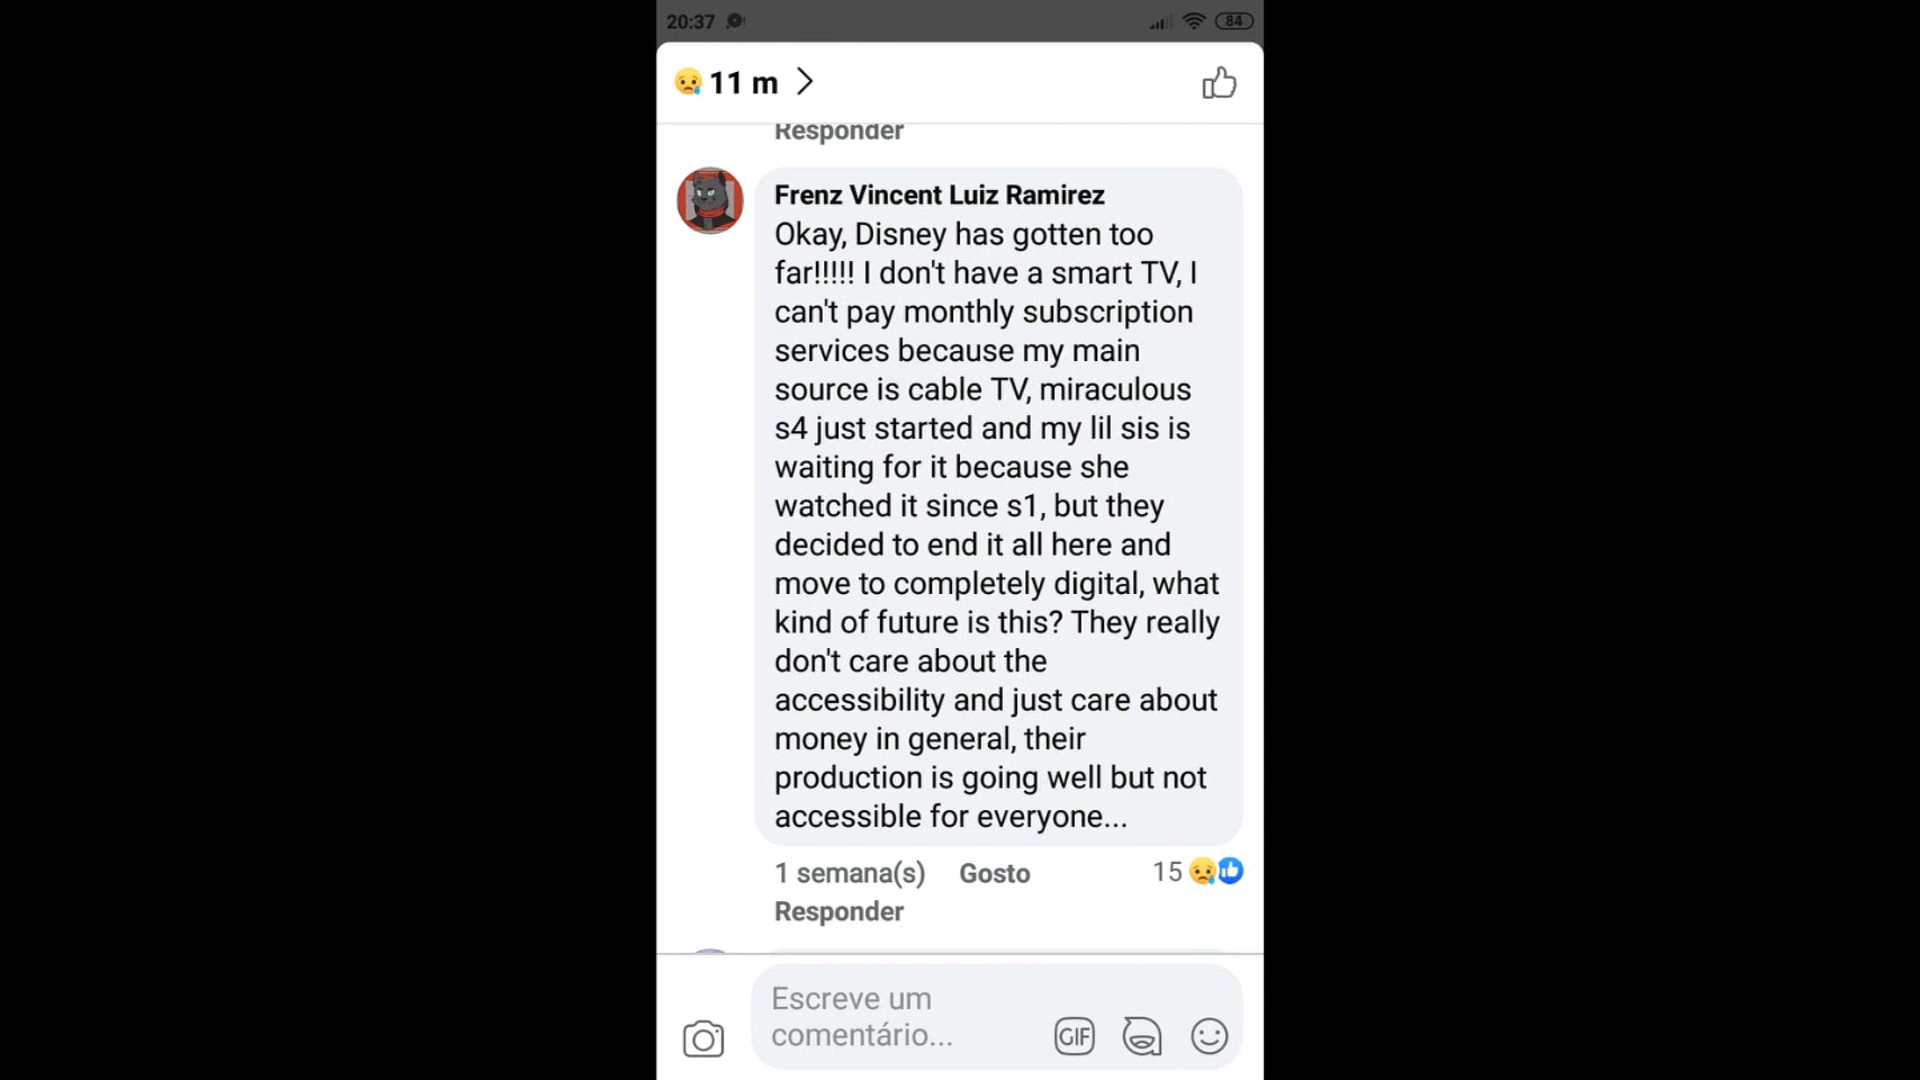 20:37
84
11 m
Responder
Frenz Vincent Luiz Ramirez
Okay, Disney has gotten too
far!!!!! I don't have a smart TV, I
can't pay monthly subscription
services because my main
source is cable TV, miraculous
s4 just started and my lil sis is
waiting for it because she
watched it since s1, but they
decided to end it all here and
move to completely digital, what
kind of future is this? They really
don't care about the
accessibility and just care about
money in general, their
production is going well but not
accessible for everyone...
1 semana(s) Gosto 15
Responder
Escreve um
comentário...
GIF